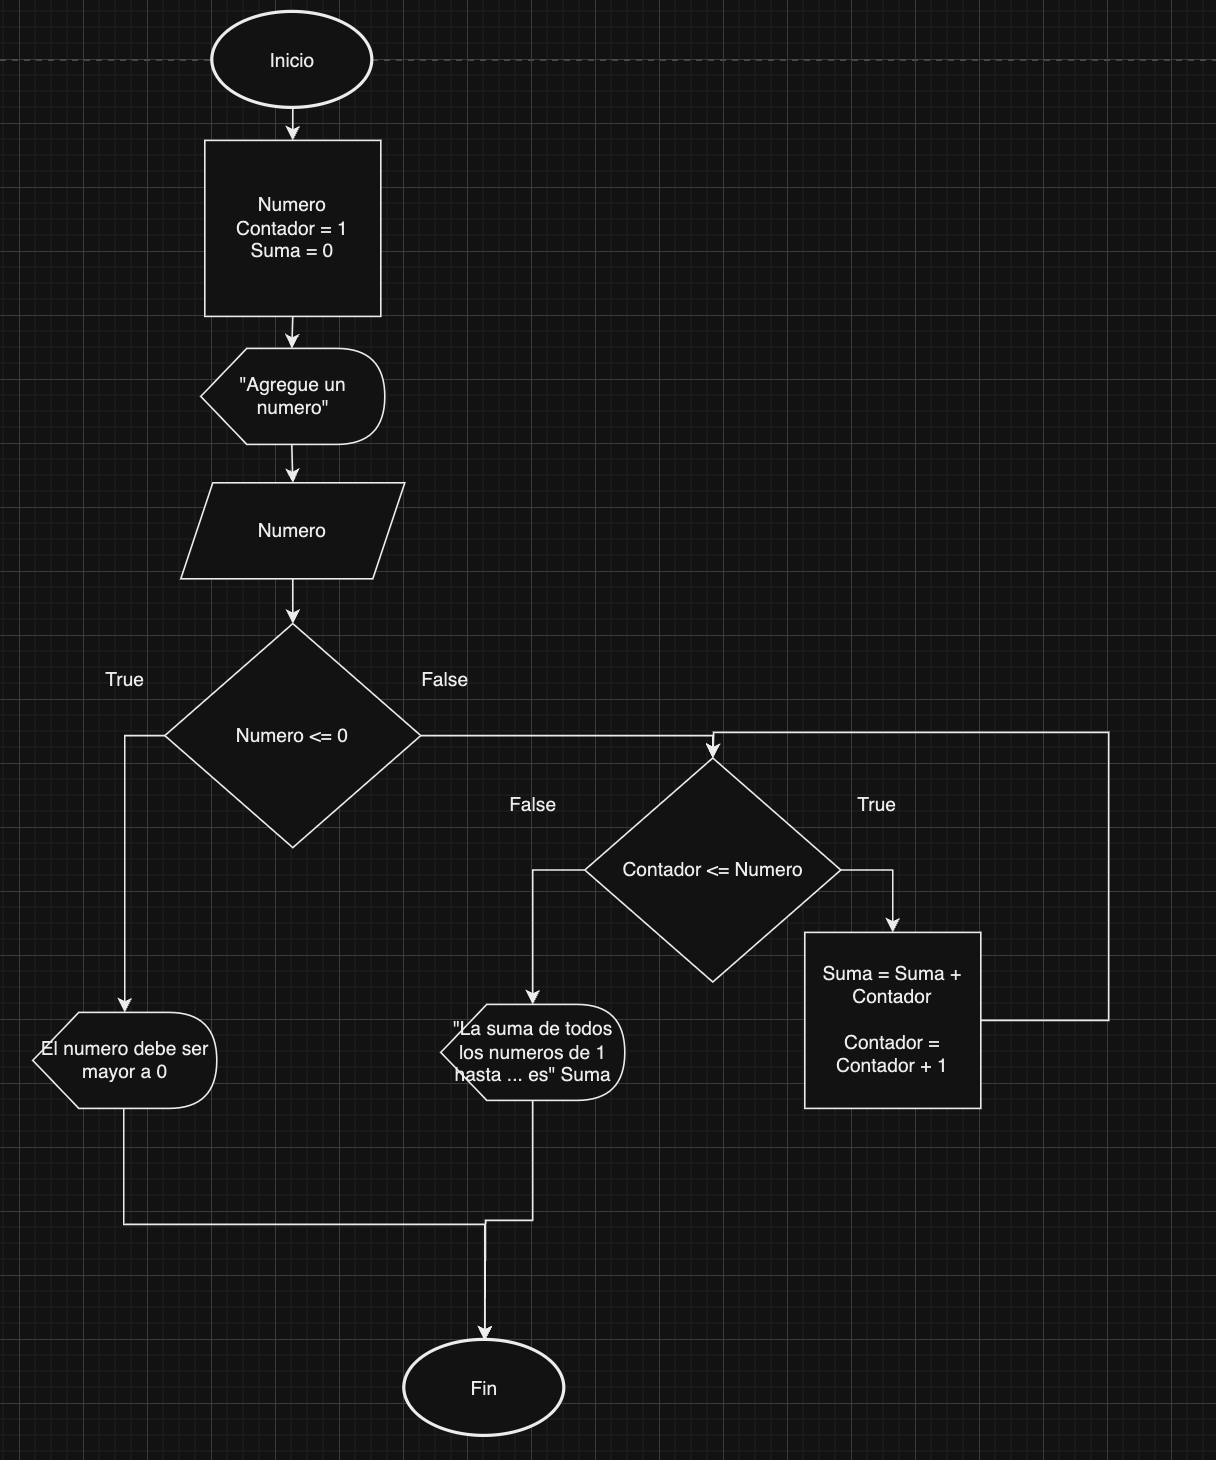 Inicio
Numero
Contador = 1
Suma = 0
"Agregue un
numero"
Numero
True
False
Numero <= 0
False
True
Contador <= Numero
Suma = Suma +
Contador
Contador =
Contador + 1
El numero debe ser
mayor a 0
"La suma de todos
los numeros de 1
hasta ... es" Suma
Fin